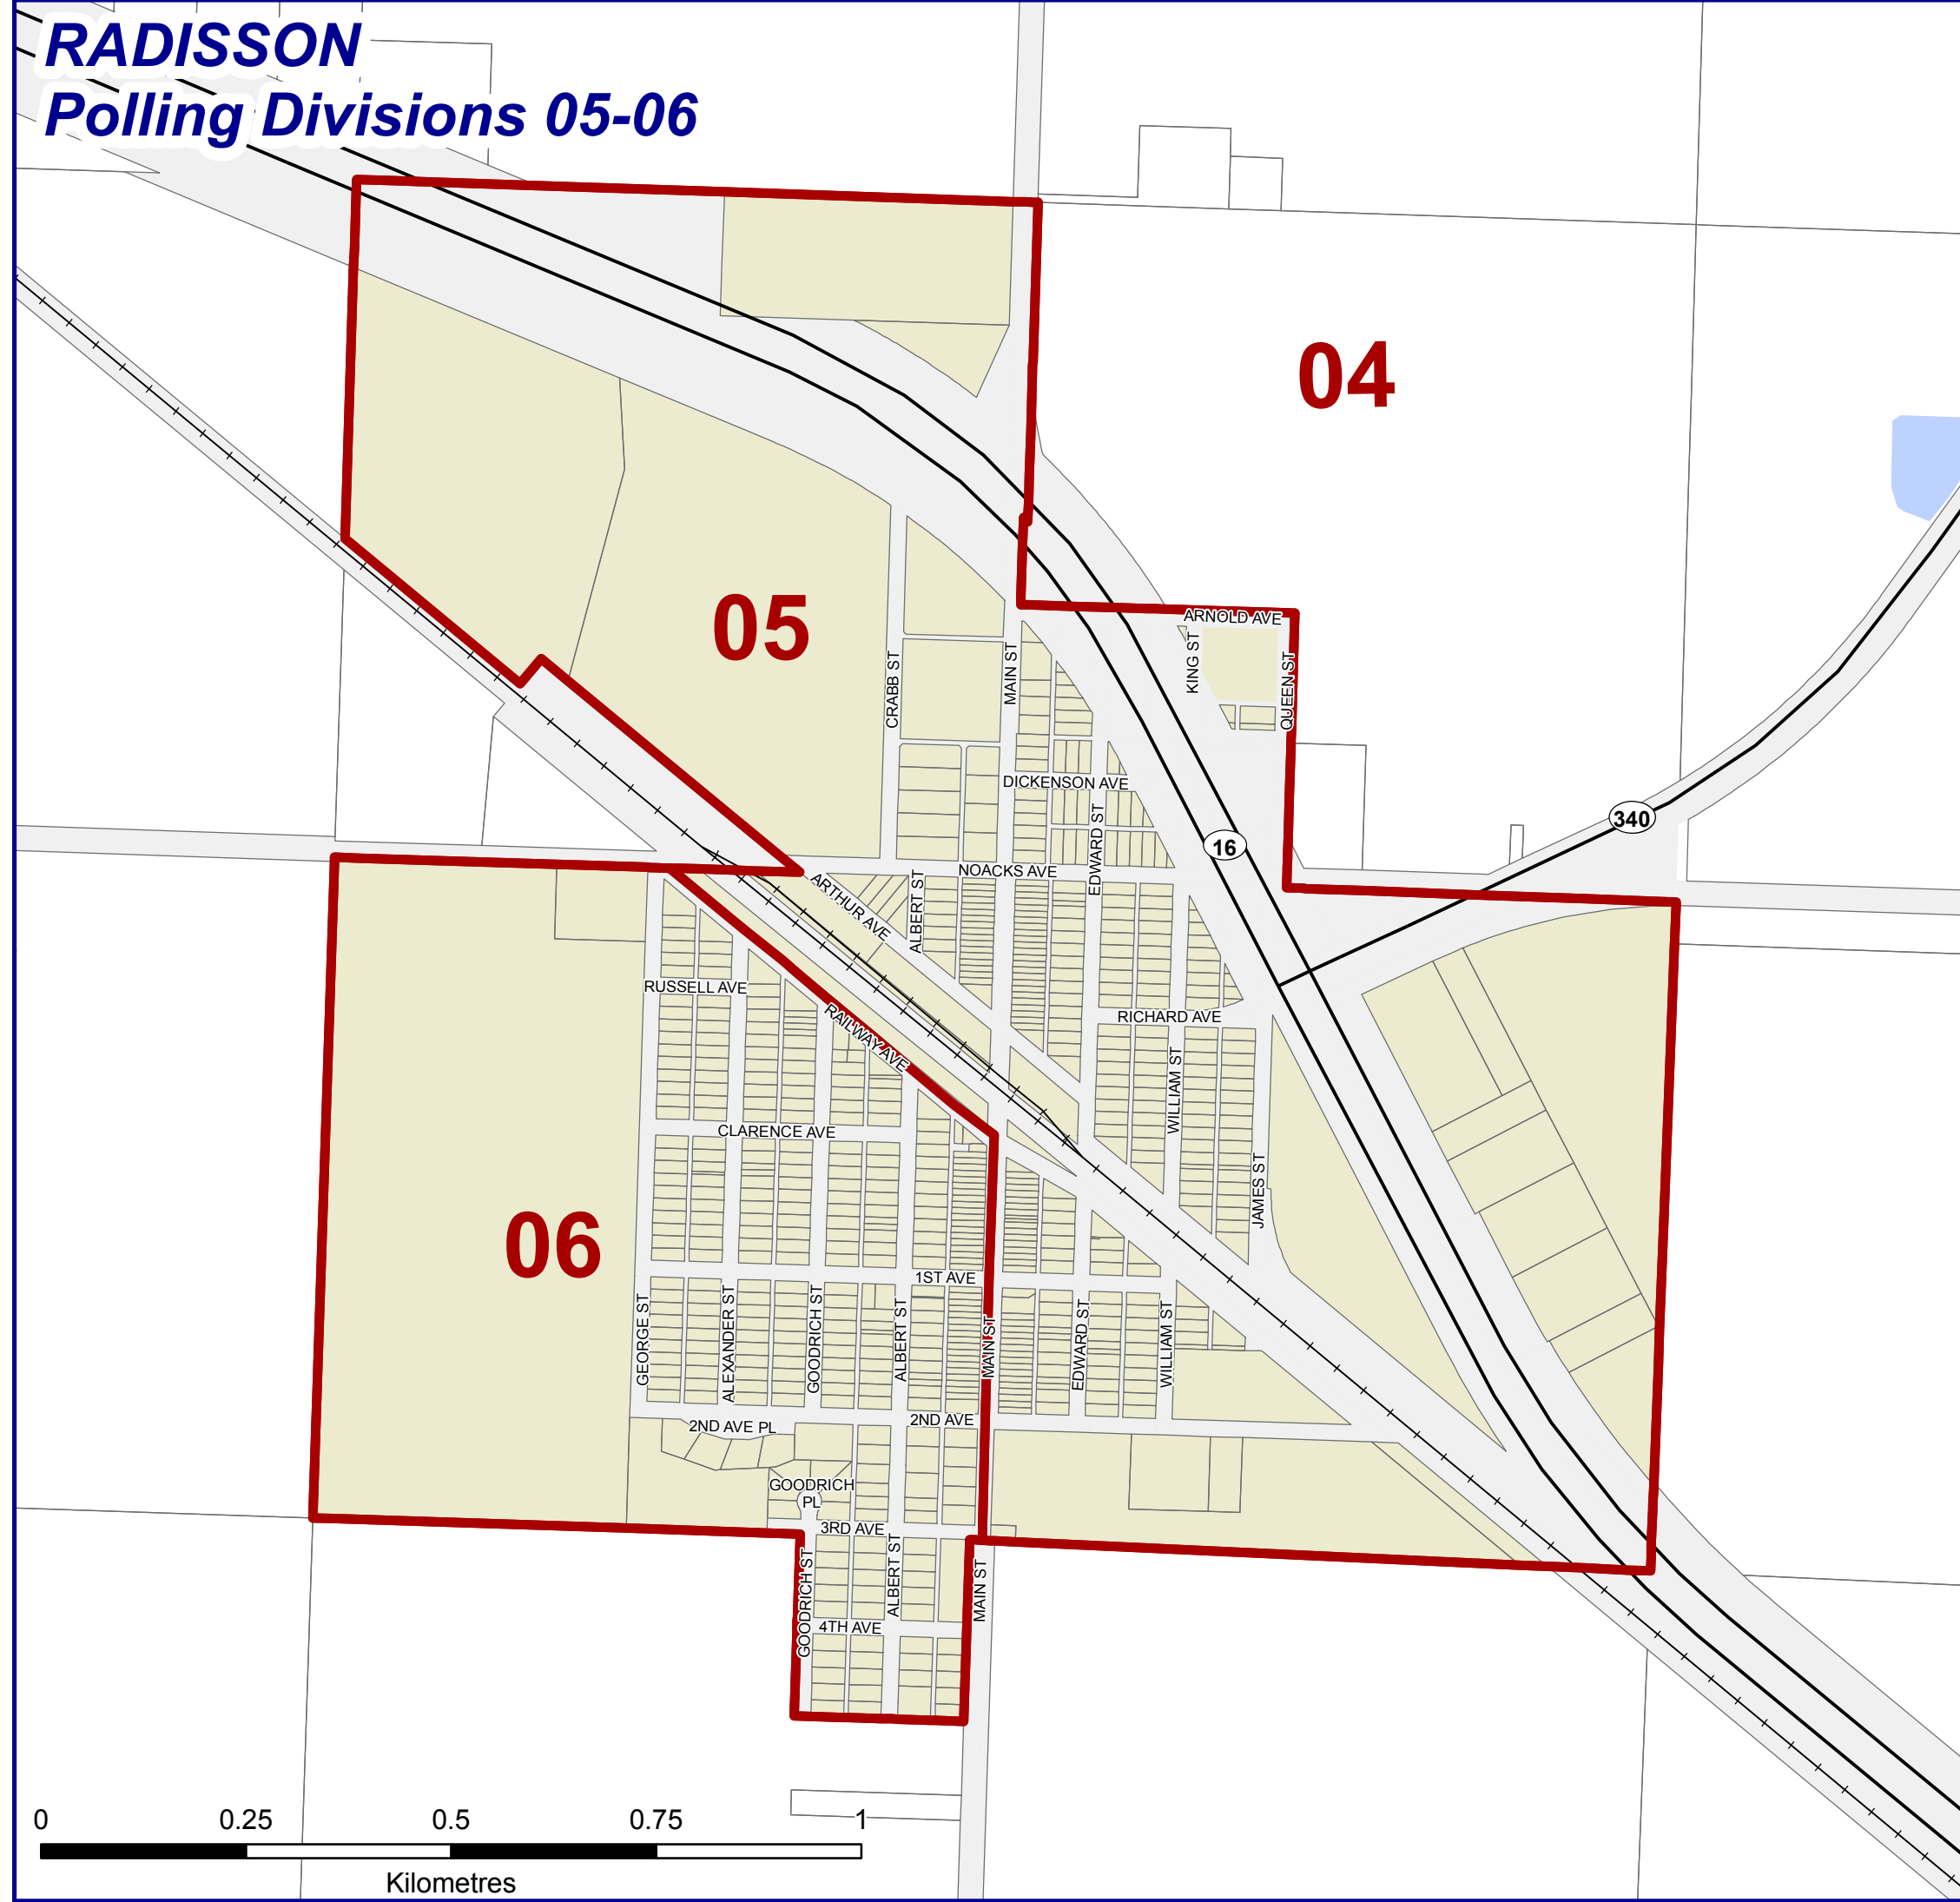 RADISSON
Polling Divisions 05-06
04
05
ARNOLD AVE
KING ST
QUEEN ST
CRABB ST
MAIN ST
DICKENSON AVE
EDWARD ST
16
340
NOACKS AVE
ARTHUR AVE
ALBERT ST
RUSSELL AVE
RAILWAY AVE
RICHARD AVE
WILLIAM ST
CLARENCE AVE
JAMES ST
06
1ST AVE
GEORGE ST
ALEXANDER ST
GOODRICH ST
ALBERT ST
MAIN ST
EDWARD ST
WILLIAM ST
2ND AVE PL
2ND AVE
GOODRICH
PL
3RD AVE
GOODRICH ST
ALBERT ST
MAIN ST
4TH AVE
0 0.25 0.5 0.75 1
Kilometres